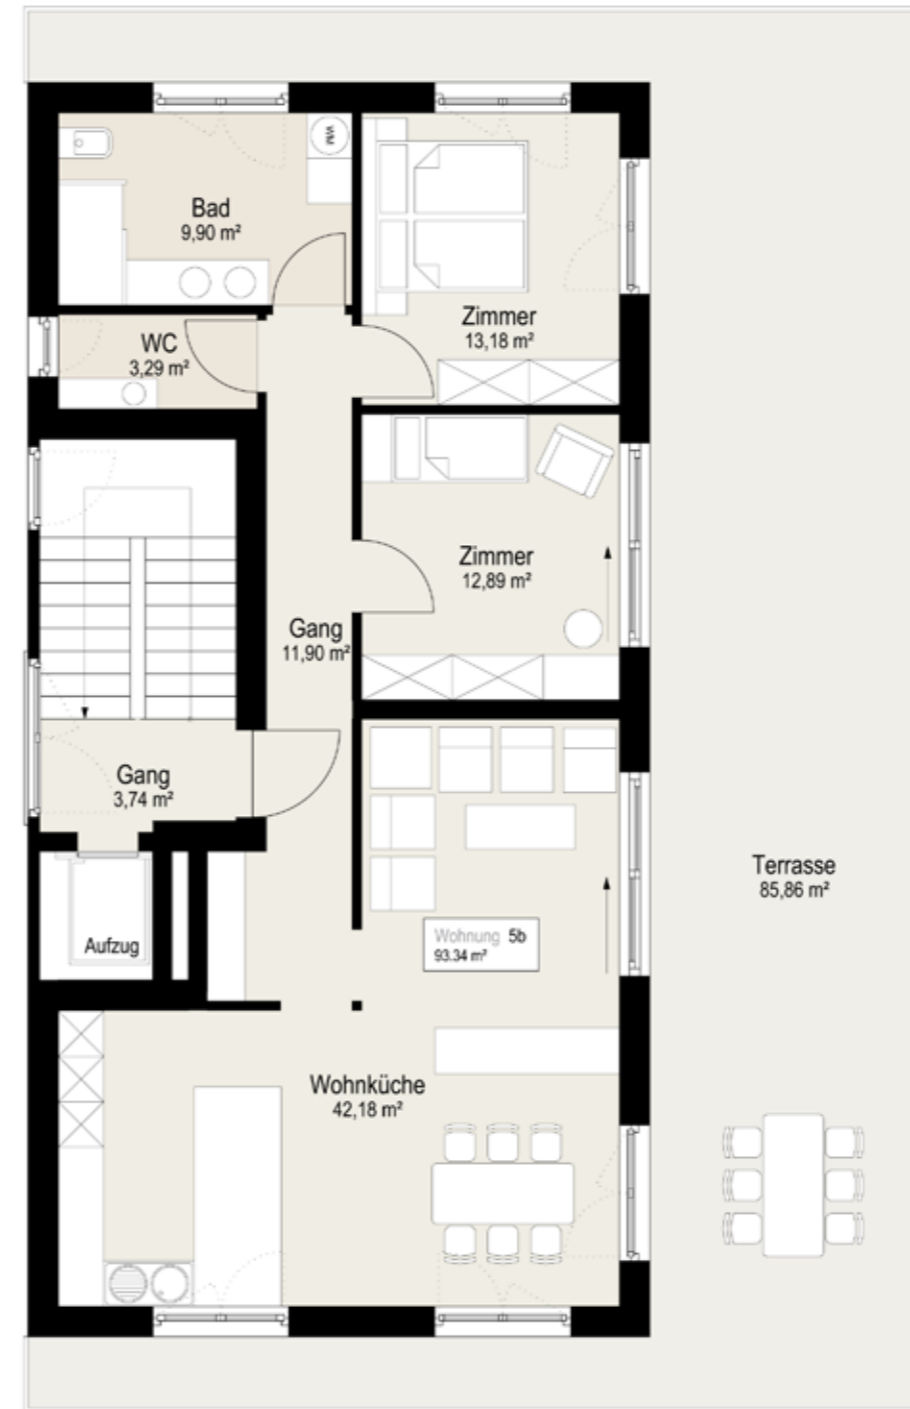 WM
Bad
9,90 m²
Zimmer
13,18 m²
WC
3,29 m²
Zimmer
12,89 m²
Gang
11,90 m²
Gang
3,74 m²
Terrasse
85,86 m²
Wohnung 5b
93.34 m²
Aufzug
Wohnküche
42,18 m²